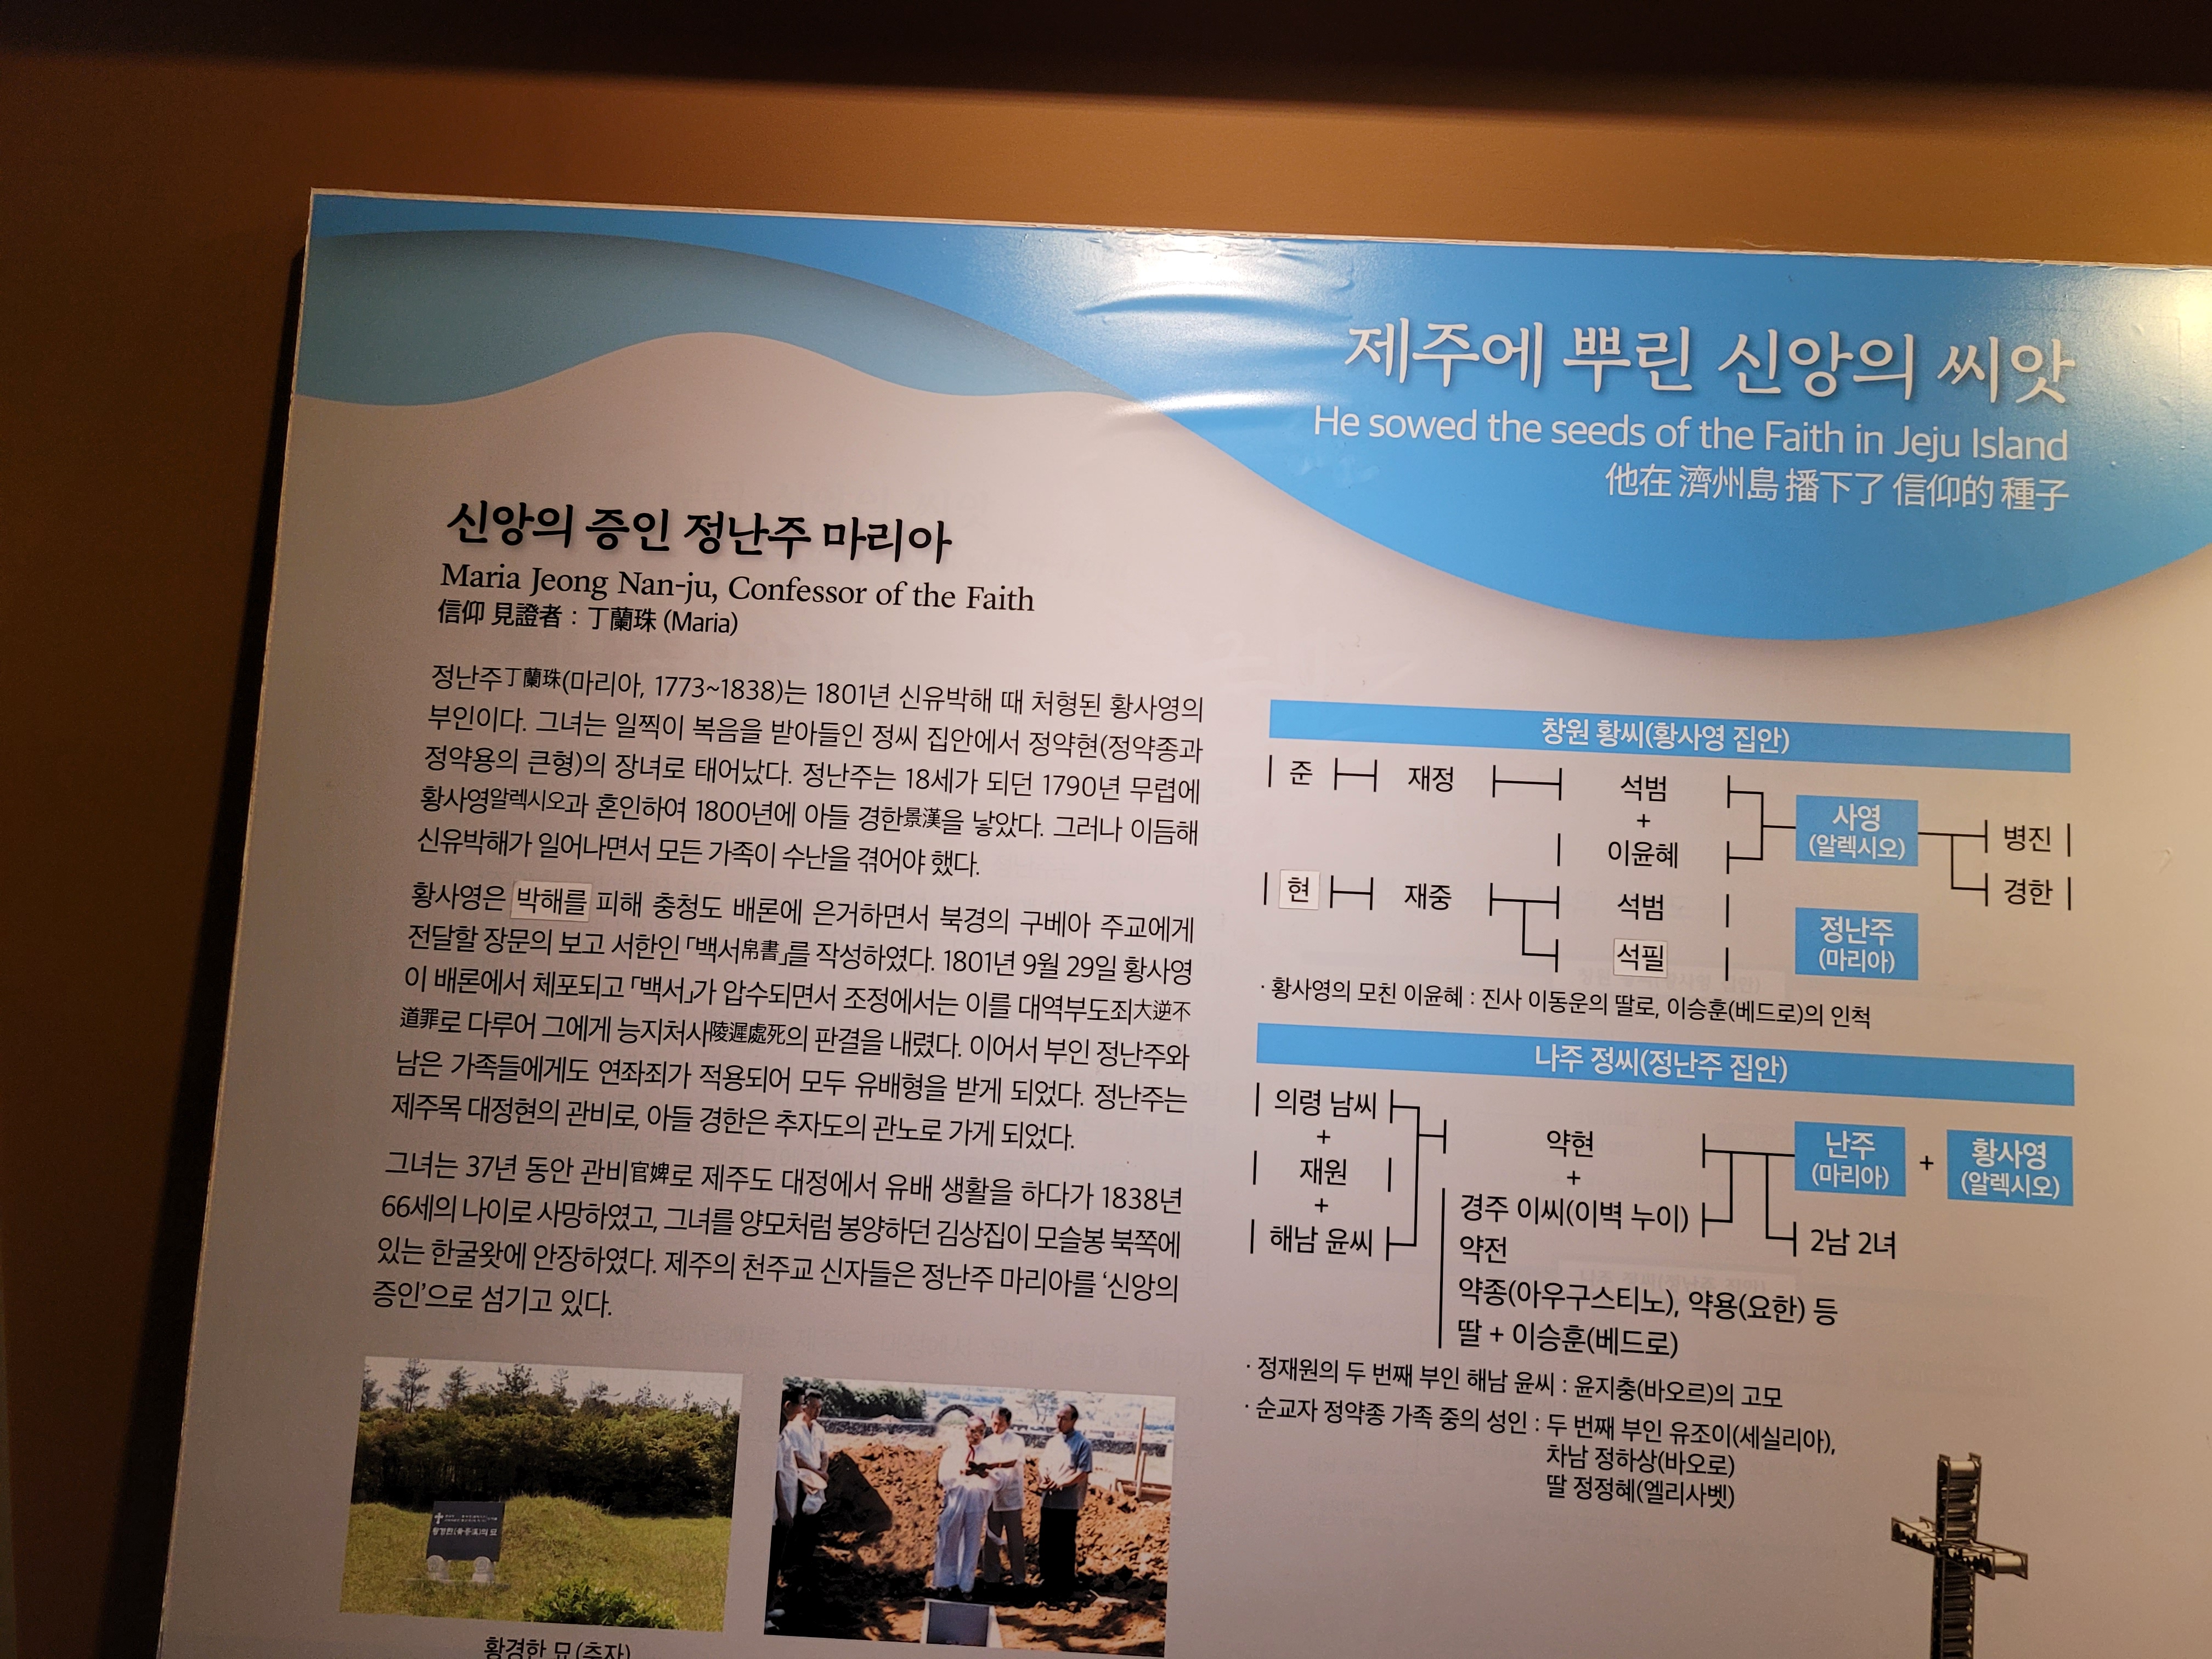 제주에 뿌린 신앙의 씨앗
He sowed the seeds of the Faith in Jeju Island
他在 濟州島 播下了 信仰的 種子
신앙의 증인 정난주 마리아
Maria Jeong Nan-ju, Confessor of the Faith
信仰 見證者 : 丁蘭珠 (Maria)
정난주丁蘭珠(마리아, 1773~1838)는 1801년 신유박해 때 처형된 황사영의
부인이다. 그녀는 일찍이 복음을 받아들인 정씨 집안에서 정약현(정약종과
정약용의 큰형)의 장녀로 태어났다. 정난주는 18세가 되던 1790년 무렵에
황사영알렉시오과 혼인하여 1800년에 아들 경한景漢을 낳았다. 그러나 이듬해
신유박해가 일어나면서 모든 가족이 수난을 겪어야 했다.
황사영은 박해를 피해 충청도 배론에 은거하면서 북경의 구베아 주교에게
전달할 장문의 보고 서한인 「백서帛書」를 작성하였다. 1801년 9월 29일 황사영
이 배론에서 체포되고 「백서」가 압수되면서 조정에서는 이를 대역부도죄大逆不
道罪로 다루어 그에게 능지처사陵遲處死의 판결을 내렸다. 이어서 부인 정난주와
남은 가족들에게도 연좌죄가 적용되어 모두 유배형을 받게 되었다. 정난주는
제주목 대정현의 관비로, 아들 경한은 추자도의 관노로 가게 되었다.
그녀는 37년 동안 관비官婢로 제주도 대정에서 유배 생활을 하다가 1838년
66세의 나이로 사망하였고, 그녀를 양모처럼 봉양하던 김상집이 모슬봉 북쪽에
있는 한굴왓에 안장하였다. 제주의 천주교 신자들은 정난주 마리아를 ‘신앙의
증인’으로 섬기고 있다.
황경한 묘 (추자)
창원 황씨(황사영 집안)
준 재정 석범
+
이윤혜
사영
(알렉시오)
병진
경한
현 재중 석범
석필
정난주
(마리아)
· 황사영의 모친 이윤혜 : 진사 이동운의 딸로, 이승훈(베드로)의 인척
나주 정씨(정난주 집안)
의령 남씨
+
재원
+
해남 윤씨
약현
+
경주 이씨(이벽 누이)
약전
약종(아우구스티노), 약용(요한) 등
딸 + 이승훈(베드로)
난주
(마리아)
+
황사영
(알렉시오)
2남 2녀
· 정재원의 두 번째 부인 해남 윤씨 : 윤지충(바오르)의 고모
· 순교자 정약종 가족 중의 성인 : 두 번째 부인 유조이(세실리아),
차남 정하상(바오로)
딸 정정혜(엘리사벳)